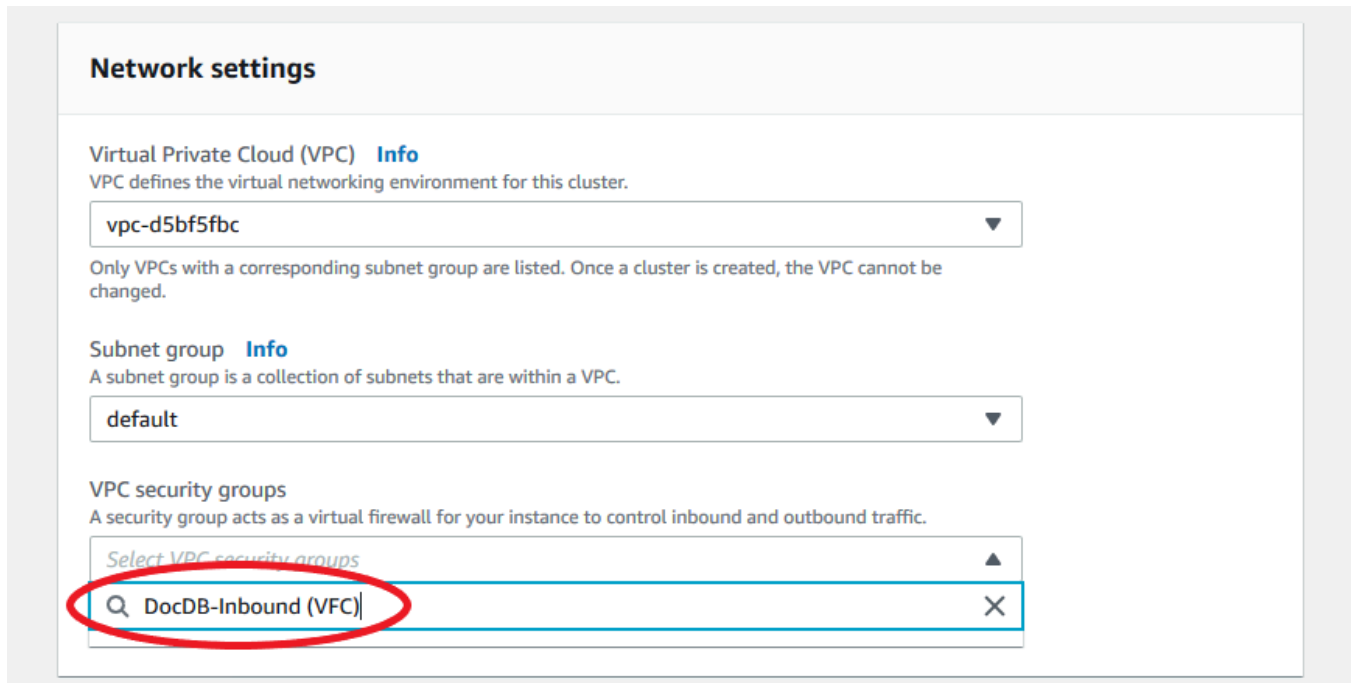 Network settings
Virtual Private Cloud (VPC) Info
VPC defines the virtual networking environment for this cluster.
vpc-d5bf5fbc
Only VPCs with a corresponding subnet group are listed. Once a cluster is created, the VPC cannot be
changed.
Subnet group Info
A subnet group is a collection of subnets that are within a VPC.
default
VPC security groups
A security group acts as a virtual firewall for your instance to control inbound and outbound traffic.
Select VPC security groups
DocDB-Inbound (VFC)